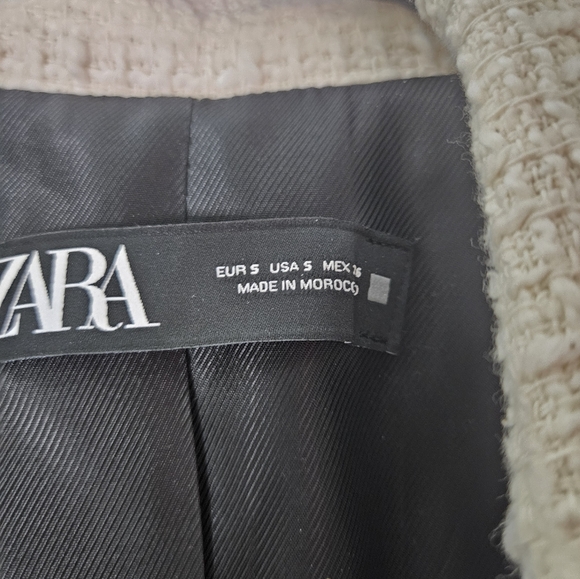 ZARA
EUR S USA S MEX 26
MADE IN MOROCCO